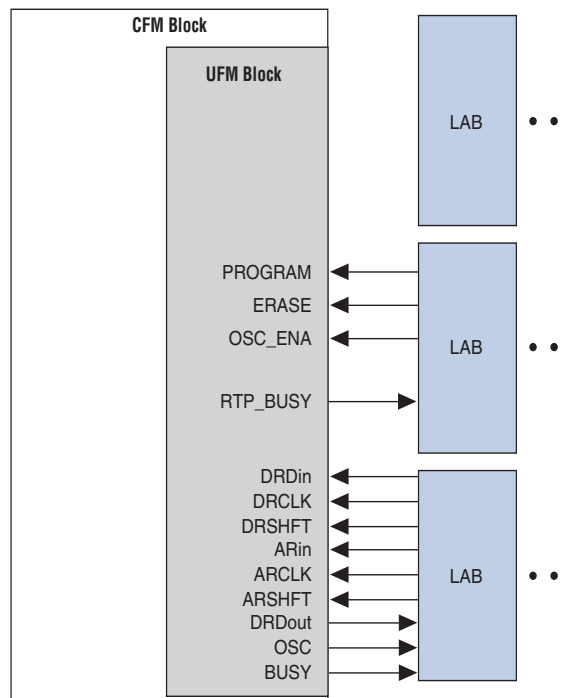 CFM Block
UFM Block
LAB
PROGRAM
ERASE
OSC_ENA
LAB
RTP_BUSY
DRDin
DRCLK
DRSHFT
ARin
ARCLK
LAB
ARSHFT
DRDout
OSC
BUSY